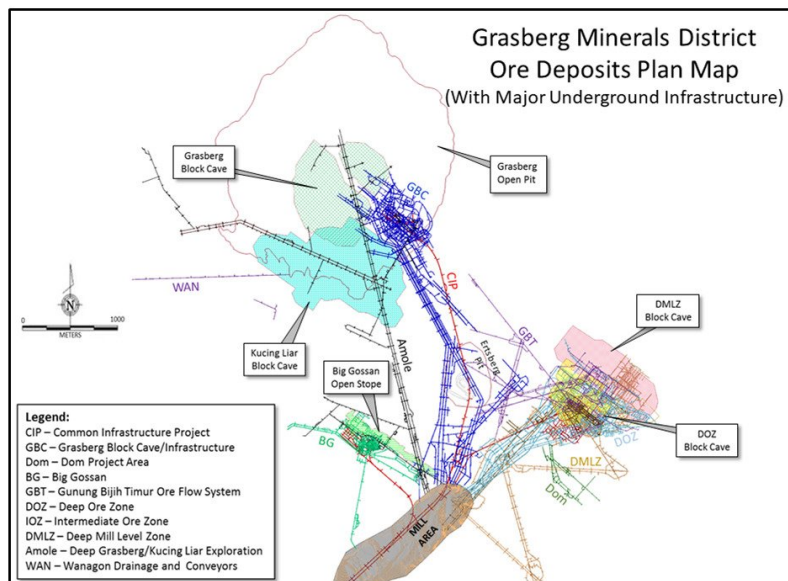 Grasberg Minerals District
Ore Deposits Plan Map
(With Major Underground Infrastructure)
Grasberg
Block Cave
Grasberg
Open Pit
GBC
CIP
WAN
N
0
1000
METERS
Kucing Liar
Block Cave
Amole
Big Gossan
Open Stope
Ertsberg
Pit
GBT
DMLZ
Block Cave
DOZ
DOZ
Block Cave
BG
DMLZ
Dom
MILL
AREA
Legend:
CIP – Common Infrastructure Project
GBC – Grasberg Block Cave/Infrastructure
Dom – Dom Project Area
BG – Big Gossan
GBT – Gunung Bijih Timur Ore Flow System
DOZ – Deep Ore Zone
IOZ – Intermediate Ore Zone
DMLZ – Deep Mill Level Zone
Amole – Deep Grasberg/Kucing Liar Exploration
WAN – Wanagon Drainage and Conveyors